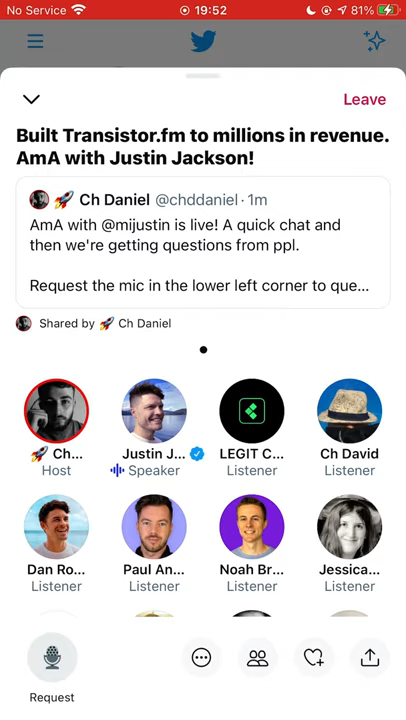 No Service 19:52 81%
Leave
Built Transistor.fm to millions in revenue.
AmA with Justin Jackson!
🚀 Ch Daniel @chddaniel · 1m
AmA with @mijustin is live! A quick chat and
then we're getting questions from ppl.
Request the mic in the lower left corner to que...
Shared by 🚀 Ch Daniel
🚀 Ch... Justin J... LEGIT C... Ch David
Host Speaker Listener Listener
Dan Ro... Paul An... Noah Br... Jessica...
Listener Listener Listener Listener
Request